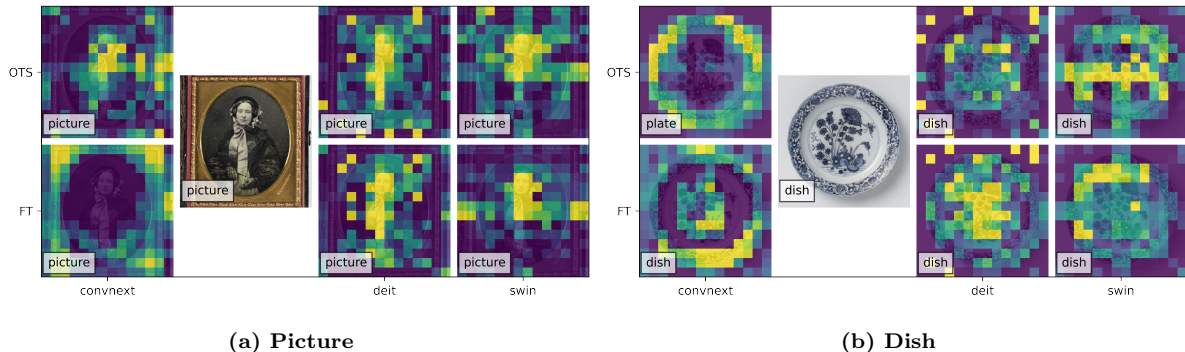 OTS
picture
picture
picture
picture
FT
picture
picture
picture
convnext
deit
swin
(a) Picture
OTS
plate
dish
dish
dish
FT
dish
dish
dish
convnext
deit
swin
(b) Dish